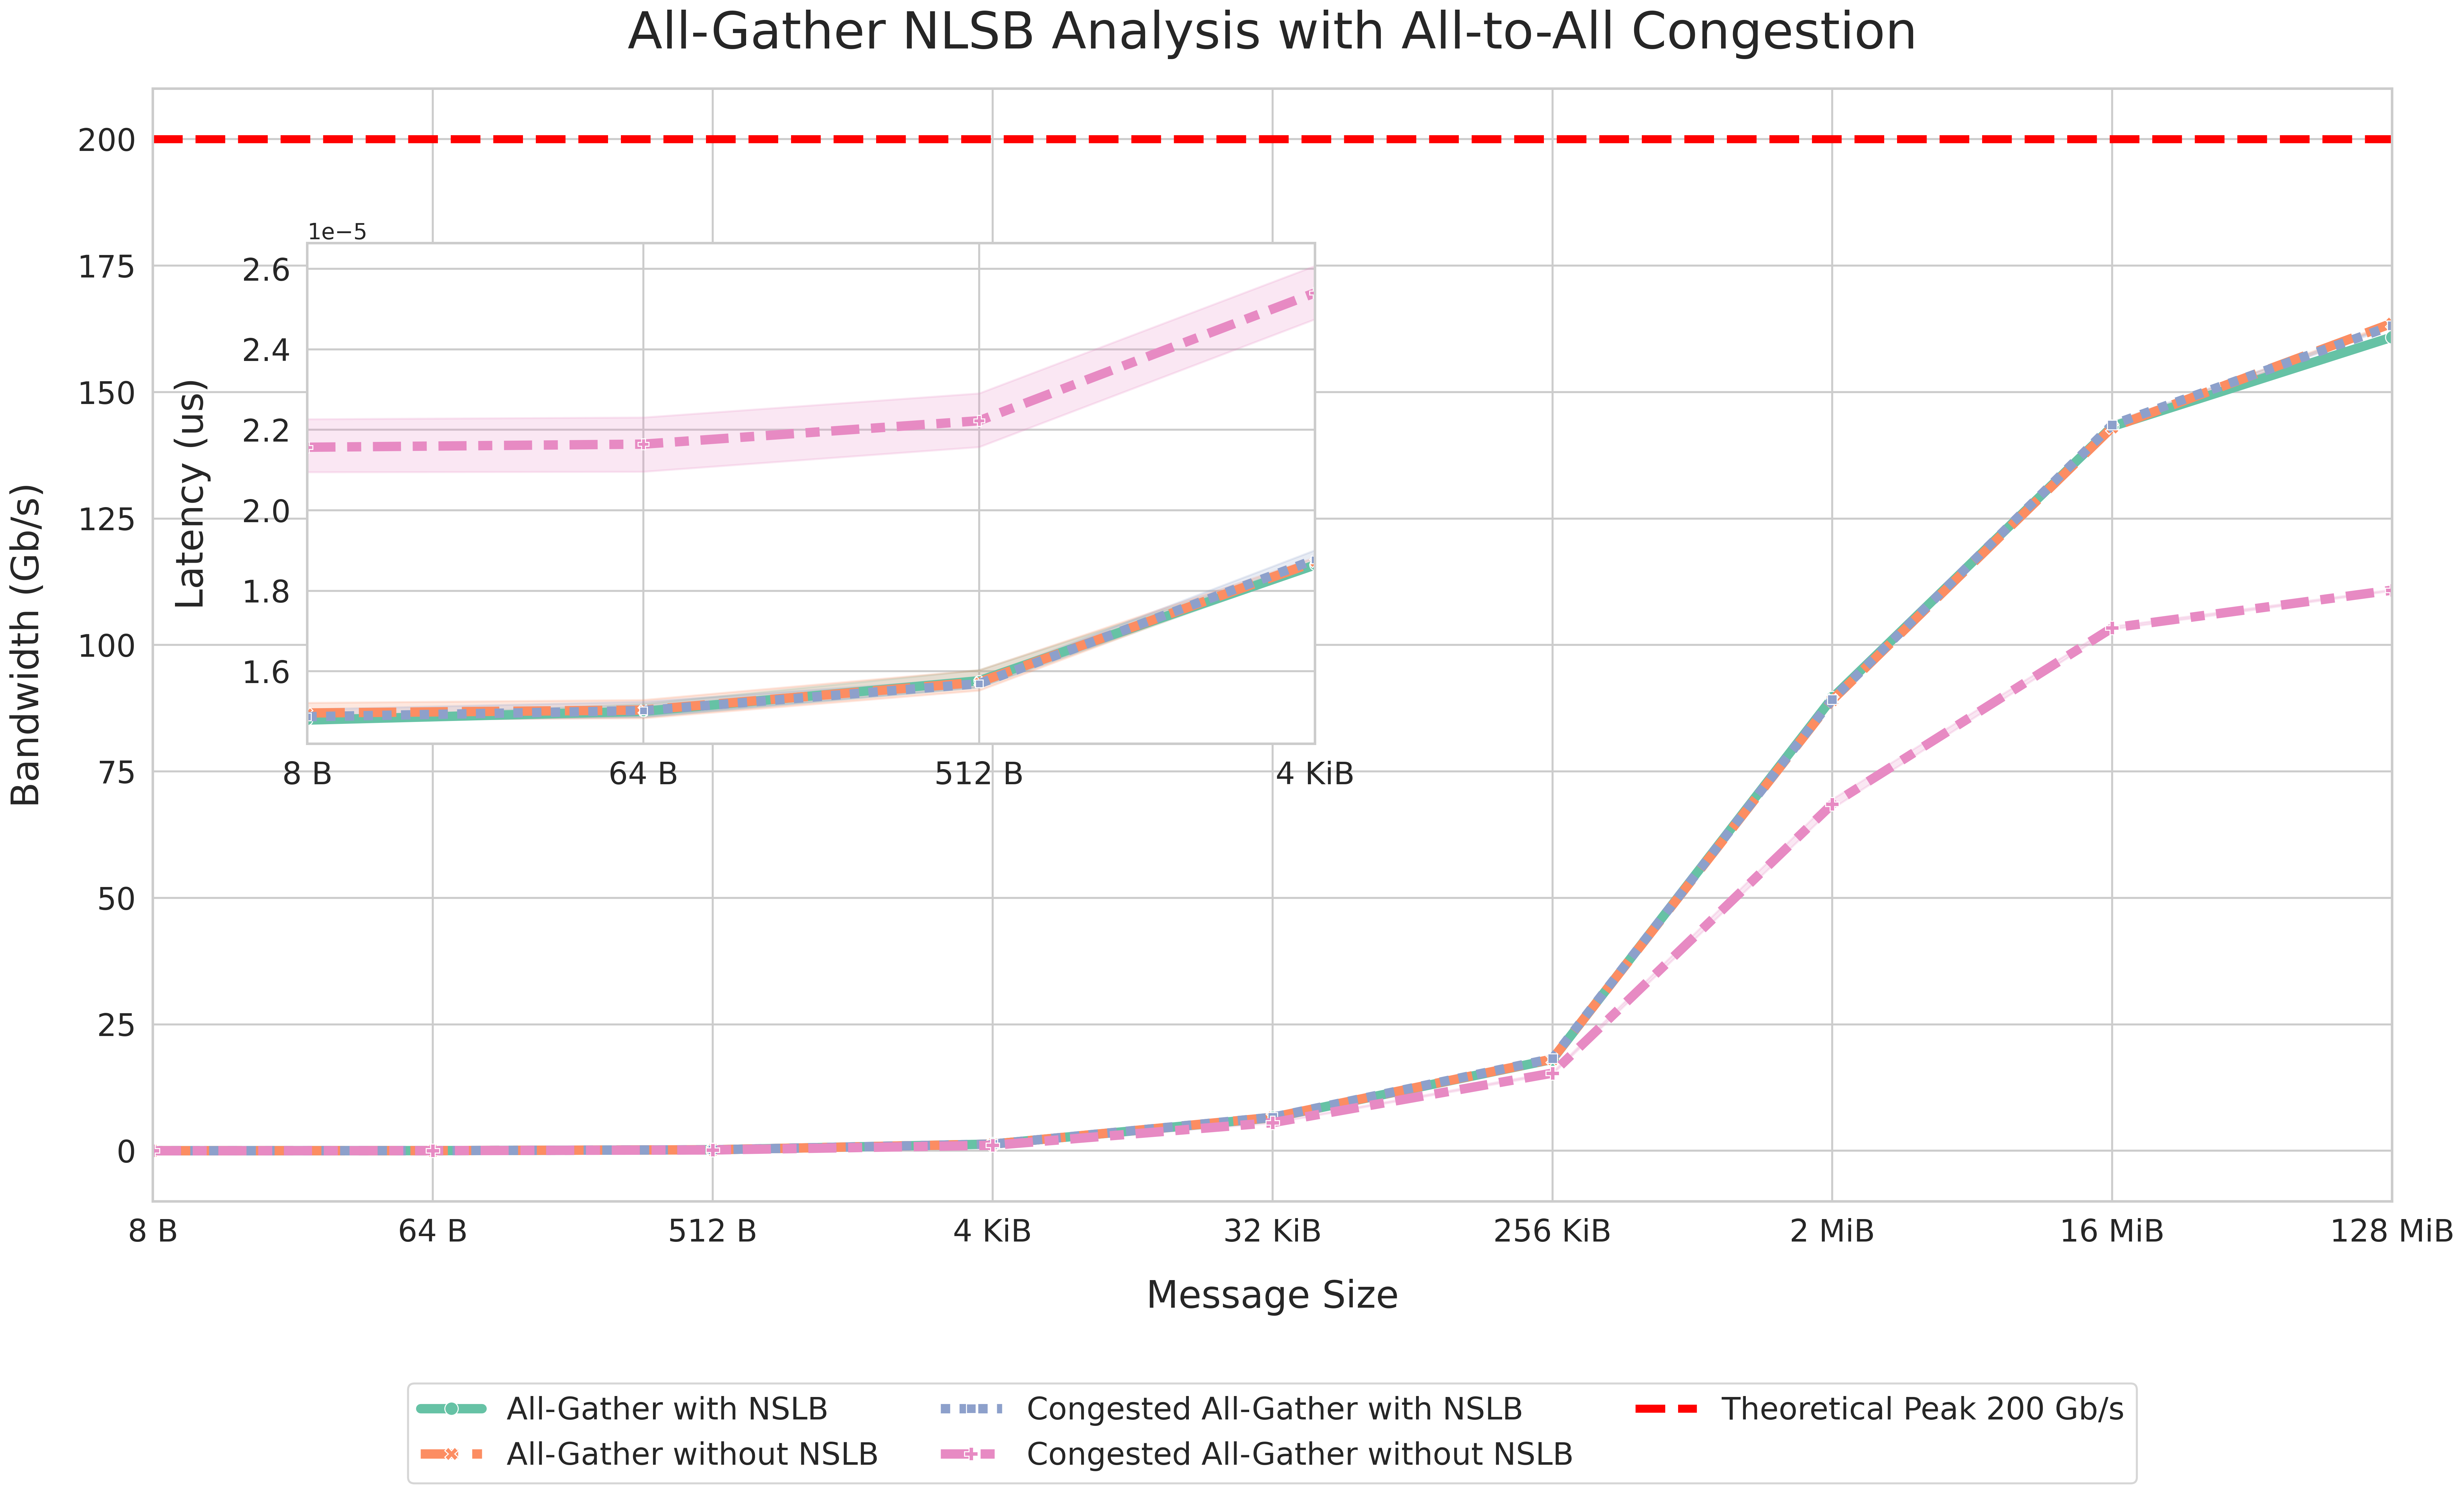 All-Gather NLSB Analysis with All-to-All Congestion
Bandwidth (Gb/s)
200
175
150
125
100
75
50
25
0
1e−5
Latency (us)
2.6
2.4
2.2
2.0
1.8
1.6
8 B 64 B 512 B 4 KiB
8 B 64 B 512 B 4 KiB 32 KiB 256 KiB 2 MiB 16 MiB 128 MiB
Message Size
All-Gather with NSLB Congested All-Gather with NSLB Theoretical Peak 200 Gb/s
All-Gather without NSLB Congested All-Gather without NSLB